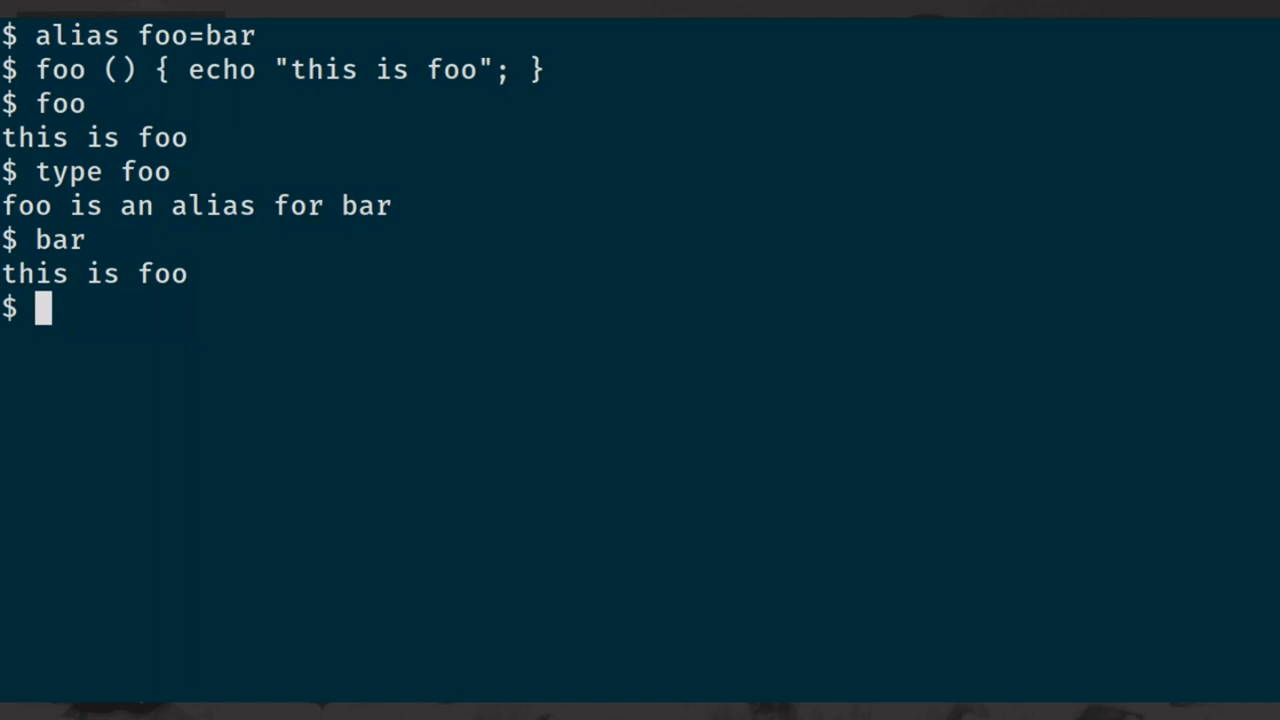 $ alias foo=bar
$ foo () { echo "this is foo"; }
$ foo
this is foo
$ type foo
foo is an alias for bar
$ bar
this is foo
$